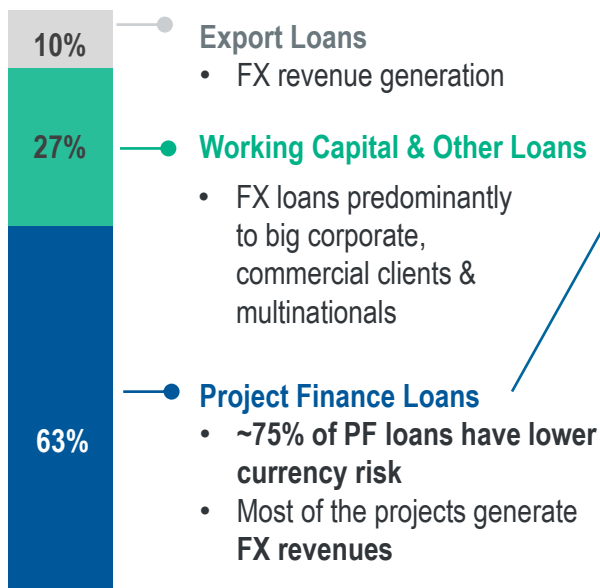 10%
Export Loans
• FX revenue generation
27%
Working Capital & Other Loans
• FX loans predominantly
to big corporate,
commercial clients &
multinationals
63%
Project Finance Loans
• ~75% of PF loans have lower
currency risk
• Most of the projects generate
FX revenues